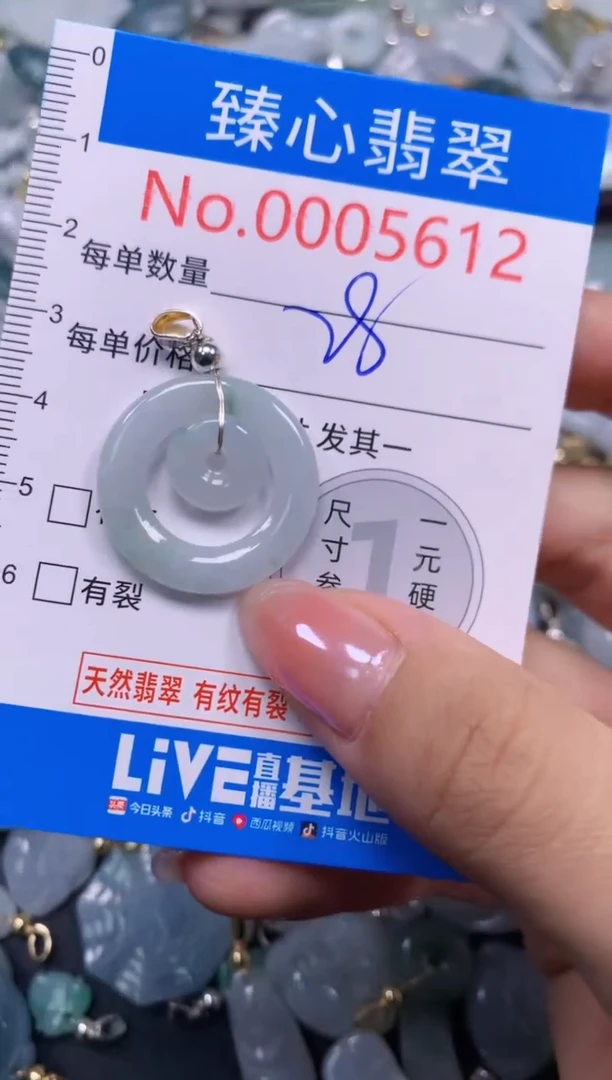 0
1
2
3
4
5
6
臻心翡翠
No.0005612
每单数量
28
每单价格
发其一
尺寸参
1
一元硬
有裂
天然翡翠 有纹有裂
LiVE直播基地
今日头条 抖音 西瓜视频 抖音火山版